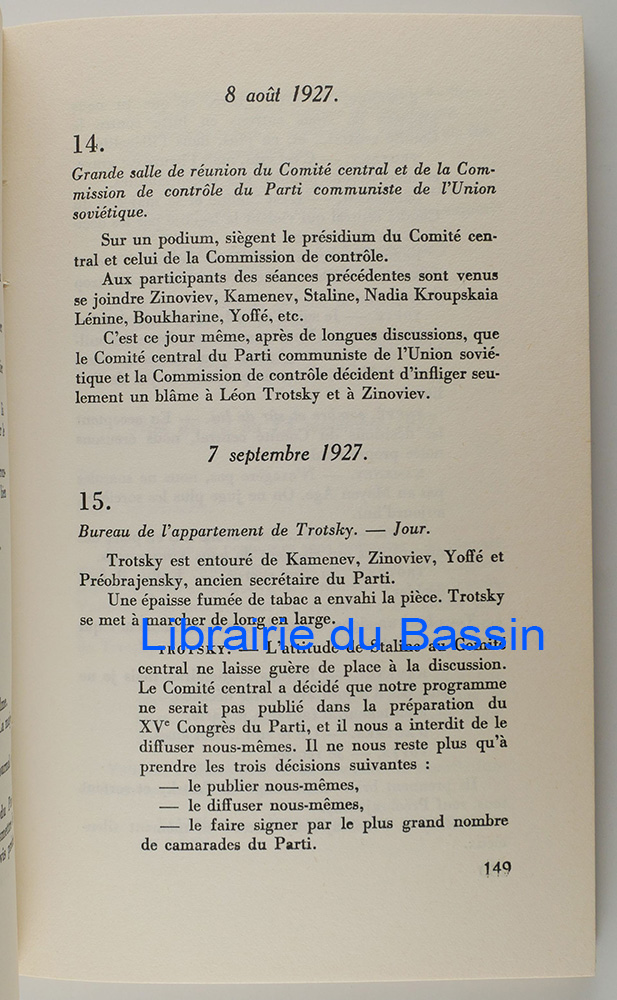 8 août 1927.
14.
Grande salle de réunion du Comité central et de la Com-
mission de contrôle du Parti communiste de l'Union
soviétique.
Sur un podium, siègent le présidium du Comité cen-
tral et celui de la Commission de contrôle.
Aux participants des séances précédentes sont venus
se joindre Zinoviev, Kamenev, Staline, Nadia Kroupskaia
Lénine, Boukharine, Yoffé, etc.
C'est ce jour même, après de longues discussions, que
le Comité central du Parti communiste de l'Union sovié-
tique et la Commission de contrôle décident d'infliger seu-
lement un blâme à Léon Trotsky et à Zinoviev.
7 septembre 1927.
15.
Bureau de l'appartement de Trotsky. — Jour.
Trotsky est entouré de Kamenev, Zinoviev, Yoffé et
Préobrajensky, ancien secrétaire du Parti.
Une épaisse fumée de tabac a envahi la pièce. Trotsky
se met à marcher de long en large.
Librairie du Bassin
TROTSKY. — L'attitude de Staline au Comité
central ne laisse guère de place à la discussion.
Le Comité central a décidé que notre programme
ne serait pas publié dans la préparation du
XVe Congrès du Parti, et il nous a interdit de le
diffuser nous-mêmes. Il ne nous reste plus qu'à
prendre les trois décisions suivantes :
— le publier nous-mêmes,
— le diffuser nous-mêmes,
— le faire signer par le plus grand nombre
de camarades du Parti.
149